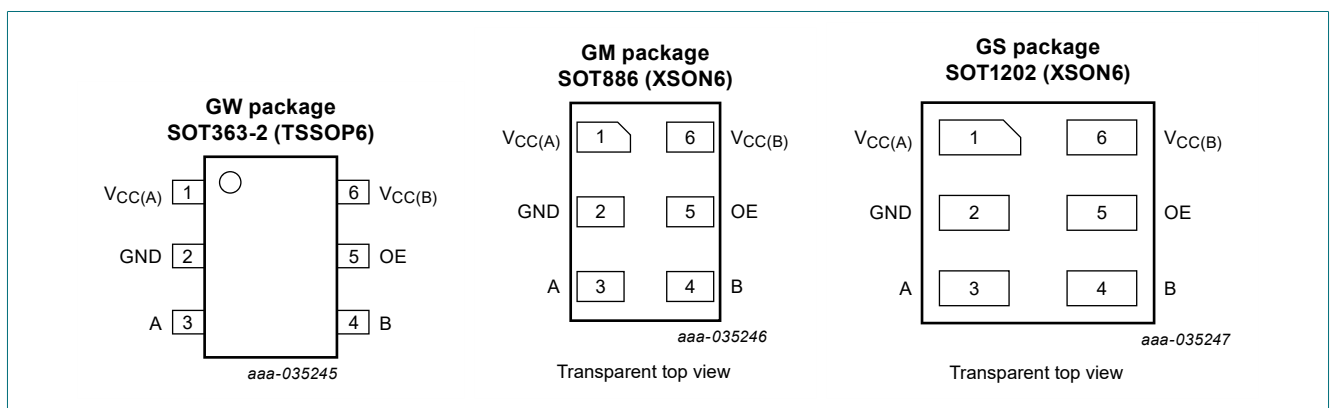 GW package
SOT363-2 (TSSOP6)
VCC(A) 1 6 VCC(B)
GND 2 5 OE
A 3 4 B
aaa-035245
GM package
SOT886 (XSON6)
VCC(A) 1 6 VCC(B)
GND 2 5 OE
A 3 4 B
aaa-035246
Transparent top view
GS package
SOT1202 (XSON6)
VCC(A) 1 6 VCC(B)
GND 2 5 OE
A 3 4 B
aaa-035247
Transparent top view